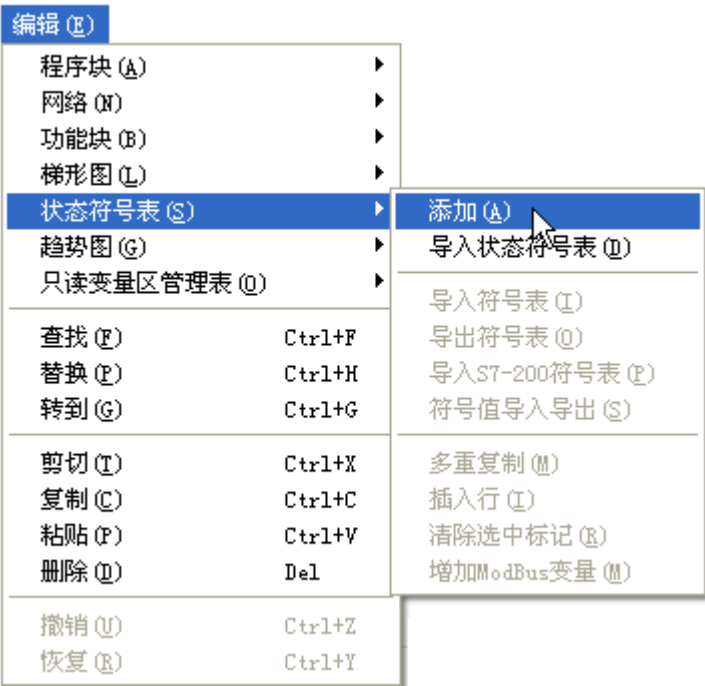 编辑(E)
程序块(A)
网络(N)
功能块(B)
梯形图(L)
状态符号表(S)
趋势图(G)
只读变量区管理表(O)
查找(F) Ctrl+F
替换(P) Ctrl+H
转到(G) Ctrl+G
剪切(T) Ctrl+X
复制(C) Ctrl+C
粘贴(P) Ctrl+V
删除(D) Del
撤销(U) Ctrl+Z
恢复(R) Ctrl+Y
添加(A)
导入状态符号表(D)
导入符号表(I)
导出符号表(O)
导入S7-200符号表(P)
符号值导入导出(S)
多重复制(M)
插入行(I)
清除选中标记(R)
增加ModBus变量(M)